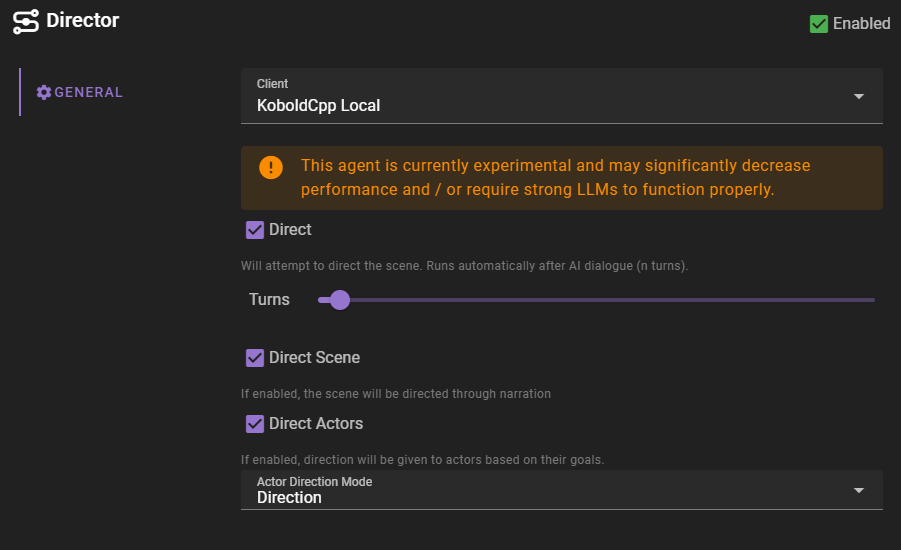 Director
Enabled
GENERAL
Client
KoboldCpp Local
This agent is currently experimental and may significantly decrease
performance and / or require strong LLMs to function properly.
Direct
Will attempt to direct the scene. Runs automatically after AI dialogue (n turns).
Turns
Direct Scene
If enabled, the scene will be directed through narration
Direct Actors
If enabled, direction will be given to actors based on their goals.
Actor Direction Mode
Direction